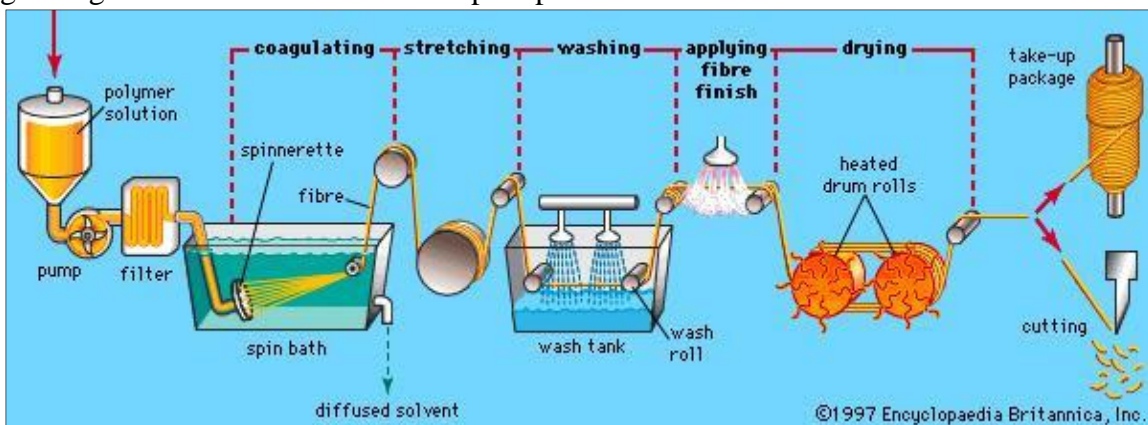 coagulating
stretching
washing
applying
fibre
finish
drying
take-up
package
polymer
solution
spinnerette
fibre
heated
drum rolls
pump
filter
spin bath
wash tank
wash
roll
cutting
diffused solvent
©1997 Encyclopaedia Britannica, Inc.